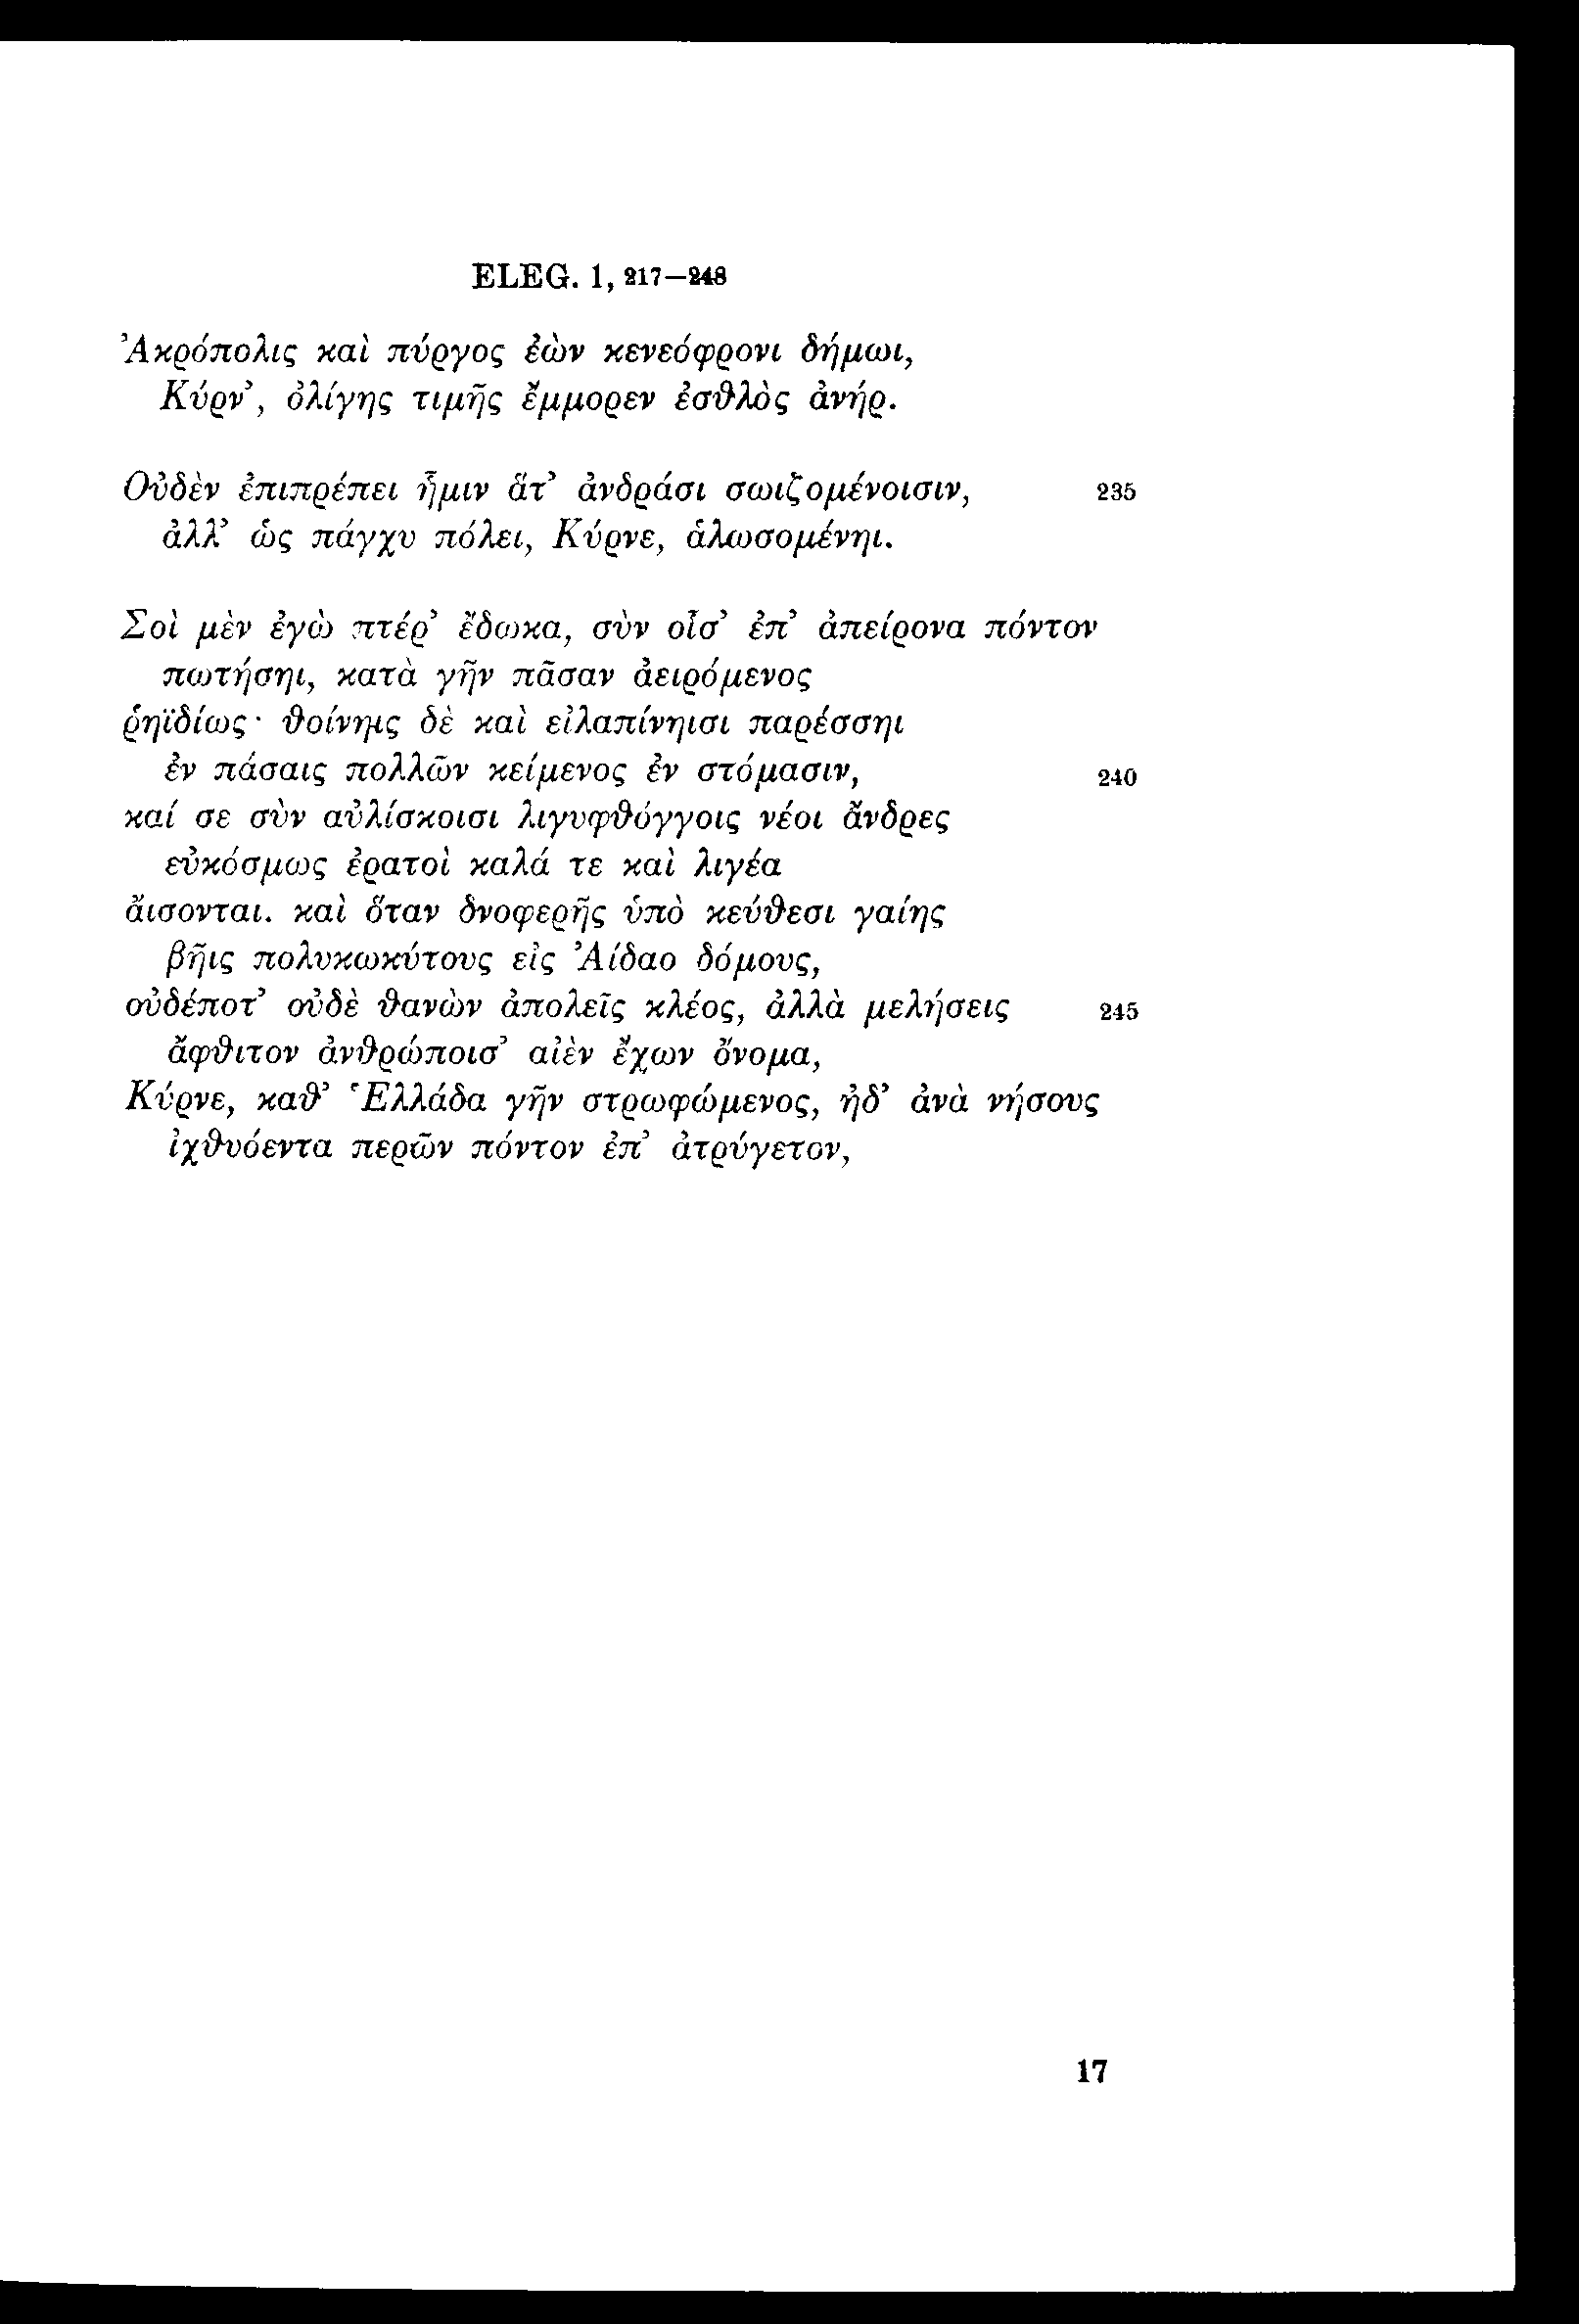 ELEG. 1, 217—248
Ἀκρόπολις καὶ πύργος ἐὼν κενεόφρονι δήμωι,
Κύρν’, ὀλίγης τιμῆς ἔμμορεν ἐσθλὸς ἀνήρ.
Οὐδὲν ἐπιπρέπει ἧμιν ἅτ’ ἀνδράσι σωιζομένοισιν, 235
ἀλλ’ ὡς πάγχυ πόλει, Κύρνε, ἁλωσομένηι.
Σοὶ μὲν ἐγὼ πτέρ’ ἔδωκα, σὺν οἷσ’ ἐπ’ ἀπείρονα πόντον
πωτήσηι, κατὰ γῆν πᾶσαν ἀειρόμενος
ῥηϊδίως· θοίνηις δὲ καὶ εἰλαπίνηισι παρέσσηι
ἐν πάσαις πολλῶν κείμενος ἐν στόμασιν, 240
καί σε σὺν αὐλίσκοισι λιγυφθόγγοις νέοι ἄνδρες
εὐκόσμως ἐρατοὶ καλά τε καὶ λιγέα
ἄισονται. καὶ ὅταν δνοφερῆς ὑπὸ κεύθεσι γαίης
βῆις πολυκωκύτους εἰς Ἀίδαο δόμους,
οὐδέποτ’ οὐδὲ θανὼν ἀπολεῖς κλέος, ἀλλὰ μελήσεις 245
ἄφθιτον ἀνθρώποισ’ αἰὲν ἔχων ὄνομα,
Κύρνε, καθ’ Ἑλλάδα γῆν στρωφώμενος, ἠδ’ ἀνὰ νήσους
ἰχθυόεντα περῶν πόντον ἐπ’ ἀτρύγετον,
17